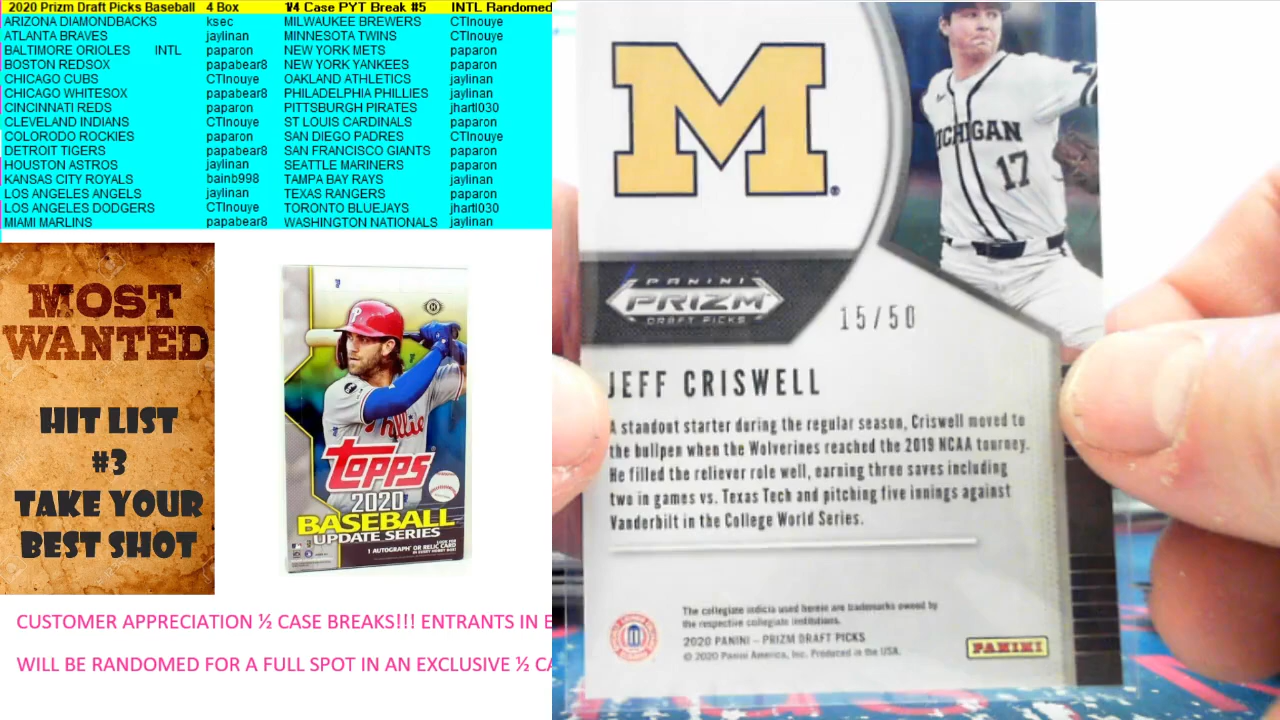 2020 Prizm Draft Picks Baseball 4 Box 1/4 Case PYT Break #5 INTL Randomed
ARIZONA DIAMONDBACKS ksec MILWAUKEE BREWERS CTInouye
ATLANTA BRAVES jaylinan MINNESOTA TWINS CTInouye
BALTIMORE ORIOLES INTL paparon NEW YORK METS paparon
BOSTON REDSOX papabear8 NEW YORK YANKEES paparon
CHICAGO CUBS CTInouye OAKLAND ATHLETICS jaylinan
CHICAGO WHITESOX papabear8 PHILADELPHIA PHILLIES jaylinan
CINCINNATI REDS paparon PITTSBURGH PIRATES jhartl030
CLEVELAND INDIANS CTInouye ST LOUIS CARDINALS paparon
COLORODO ROCKIES paparon SAN DIEGO PADRES CTInouye
DETROIT TIGERS papabear8 SAN FRANCISCO GIANTS paparon
HOUSTON ASTROS jaylinan SEATTLE MARINERS paparon
KANSAS CITY ROYALS bainb998 TAMPA BAY RAYS jaylinan
LOS ANGELES ANGELS jaylinan TEXAS RANGERS paparon
LOS ANGELES DODGERS CTInouye TORONTO BLUEJAYS jhartl030
MIAMI MARLINS papabear8 WASHINGTON NATIONALS jaylinan
MOST
WANTED
HIT LIST
#3
TAKE YOUR
BEST SHOT
Phillies
TOPPS
2020
BASEBALL
UPDATE SERIES
1 AUTOGRAPH OR RELIC CARD
CUSTOMER APPRECIATION ½ CASE BREAKS!!! ENTRANTS IN E
WILL BE RANDOMED FOR A FULL SPOT IN AN EXCLUSIVE ½ CA
M
MICHIGAN
17
PANINI
PRIZM
DRAFT PICKS
15/50
JEFF CRISWELL
A standout starter during the regular season, Criswell moved to
the bullpen when the Wolverines reached the 2019 NCAA tourney.
He filled the reliever role well, earning three saves including
two in games vs. Texas Tech and pitching five innings against
Vanderbilt in the College World Series.
The collegiate indicia used herein are trademarks owned by
the respective collegiate institutions.
2020 PANINI – PRIZM DRAFT PICKS
© 2020 Panini America, Inc. Produced in the USA.
PANINI